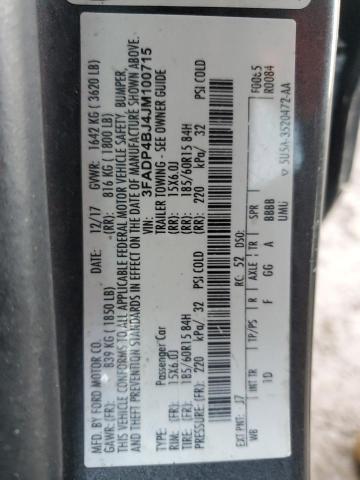 MFD. BY FORD MOTOR CO.
DATE: 12/17 GVWR: 1642 KG ( 3620 LB)
GAWR: (FR): 839 KG (1850 LB) -(RR): 816 KG (1800 LB)
THIS VEHICLE CONFORMS TO ALL APPLICABLE FEDERAL MOTOR VEHICLE SAFETY, BUMPER,
AND THEFT PREVENTION STANDARDS IN EFFECT ON THE DATE OF MANUFACTURE SHOWN ABOVE.
VIN: 3FADP4BJ4JM100715
TYPE: Passenger Car TRAILER TOWING - SEE OWNER GUIDE
RIM: (FR): 15X6.0J (RR): 15X6.0J
TIRE: (FR): 185/60R15 84H (RR): 185/60R15 84H
PRESSURE: (FR): 220 kPa/ 32 PSI COLD (RR): 220 kPa/ 32 PSI COLD
EXT PNT: J7 RC: 52 DSO: F0085
R0084
WB INT TR TP/PS R AXLE TR SPR
1D F GG A BBBB
UMU
5U5A-3520472-AA